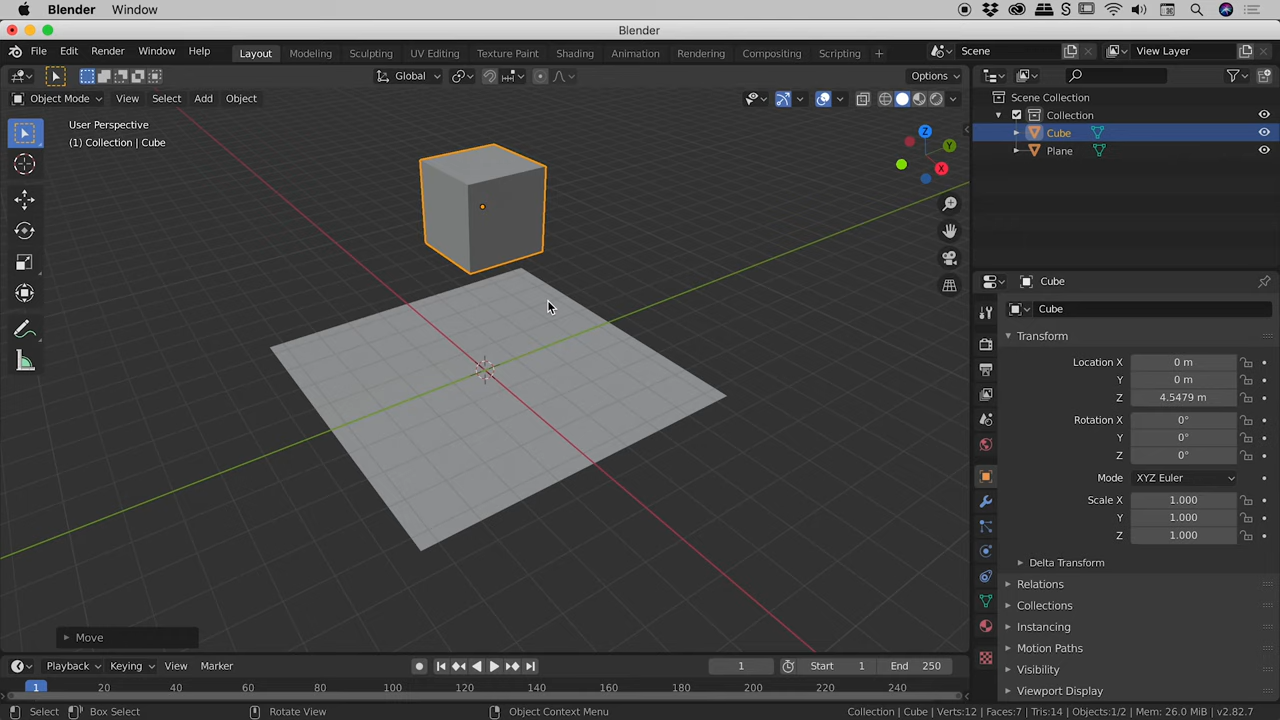 Blender Window
Blender
File Edit Render Window Help
Layout Modeling Sculpting UV Editing Texture Paint Shading Animation Rendering Compositing Scripting +
Scene
View Layer
Global
Options
Object Mode View Select Add Object
User Perspective
(1) Collection | Cube
Z
Y
X
Scene Collection
Collection
Cube
Plane
Cube
Cube
Transform
Location X 0 m
Y 0 m
Z 4.5479 m
Rotation X 0°
Y 0°
Z 0°
Mode XYZ Euler
Scale X 1.000
Y 1.000
Z 1.000
Delta Transform
Relations
Collections
Instancing
Motion Paths
Visibility
Viewport Display
Move
Playback Keying View Marker
1 Start 1 End 250
1 20 40 60 80 100 120 140 160 180 200 220 240
Select Box Select Rotate View Object Context Menu
Collection | Cube | Verts:12 | Faces:7 | Tris:14 | Objects:1/2 | Mem: 26.0 MiB | v2.82.7